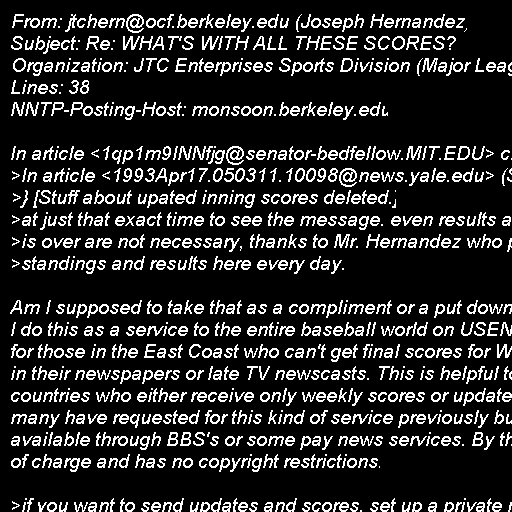 From: jtchern@ocf.berkeley.edu (Joseph Hernandez)
Subject: Re: WHAT'S WITH ALL THESE SCORES?
Organization: JTC Enterprises Sports Division (Major
Lines: 38
NNTP-Posting-Host: monsoon.berkeley.edu

In article <1qp1m9INNfjg@senator-bedfellow.MIT.EDU>
>In article <1993Apr17.050311.10098@news.yale.edu>
>} [Stuff about upated inning scores deleted.]
>at just that exact time to see the message. even results
>is over are not necessary, thanks to Mr. Hernandez who
>standings and results here every day.

Am I supposed to take that as a compliment or a put down
I do this as a service to the entire baseball world on
for those in the East Coast who can't get final scores for
in their newspapers or late TV newscasts. This is helpful
countries who either receive only weekly scores or
many have requested for this kind of service previously
available through BBS's or some pay news services. By
of charge and has no copyright restrictions.

>if you want to send updates and scores, set up a private